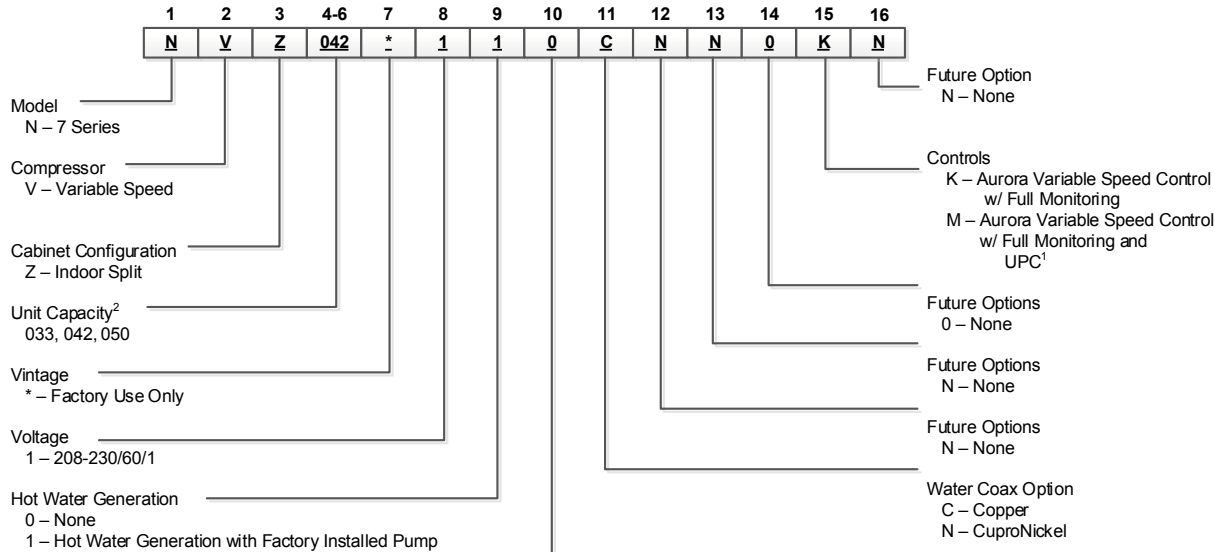 1 2 3 4-6 7 8 9 10 11 12 13 14 15 16
N V Z 042 * 1 1 0 C N N 0 K N
Model
N – 7 Series
Compressor
V – Variable Speed
Cabinet Configuration
Z – Indoor Split
Unit Capacity2
033, 042, 050
Vintage
* – Factory Use Only
Voltage
1 – 208-230/60/1
Hot Water Generation
0 – None
1 – Hot Water Generation with Factory Installed Pump
Future Option
N – None
Controls
K – Aurora Variable Speed Control
w/ Full Monitoring
M – Aurora Variable Speed Control
w/ Full Monitoring and
UPC1
Future Options
0 – None
Future Options
N – None
Future Options
N – None
Water Coax Option
C – Copper
N – CuproNickel